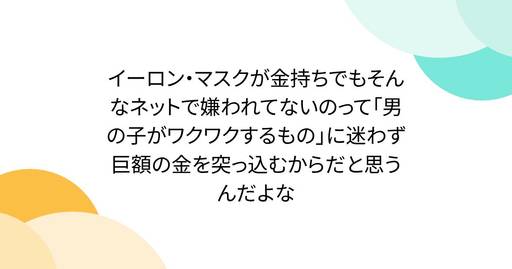 イーロン・マスクが金持ちでもそん
なネットで嫌われてないのって「男
の子がワクワクするもの」に迷わず
巨額の金を突っ込むからだと思う
んだよな